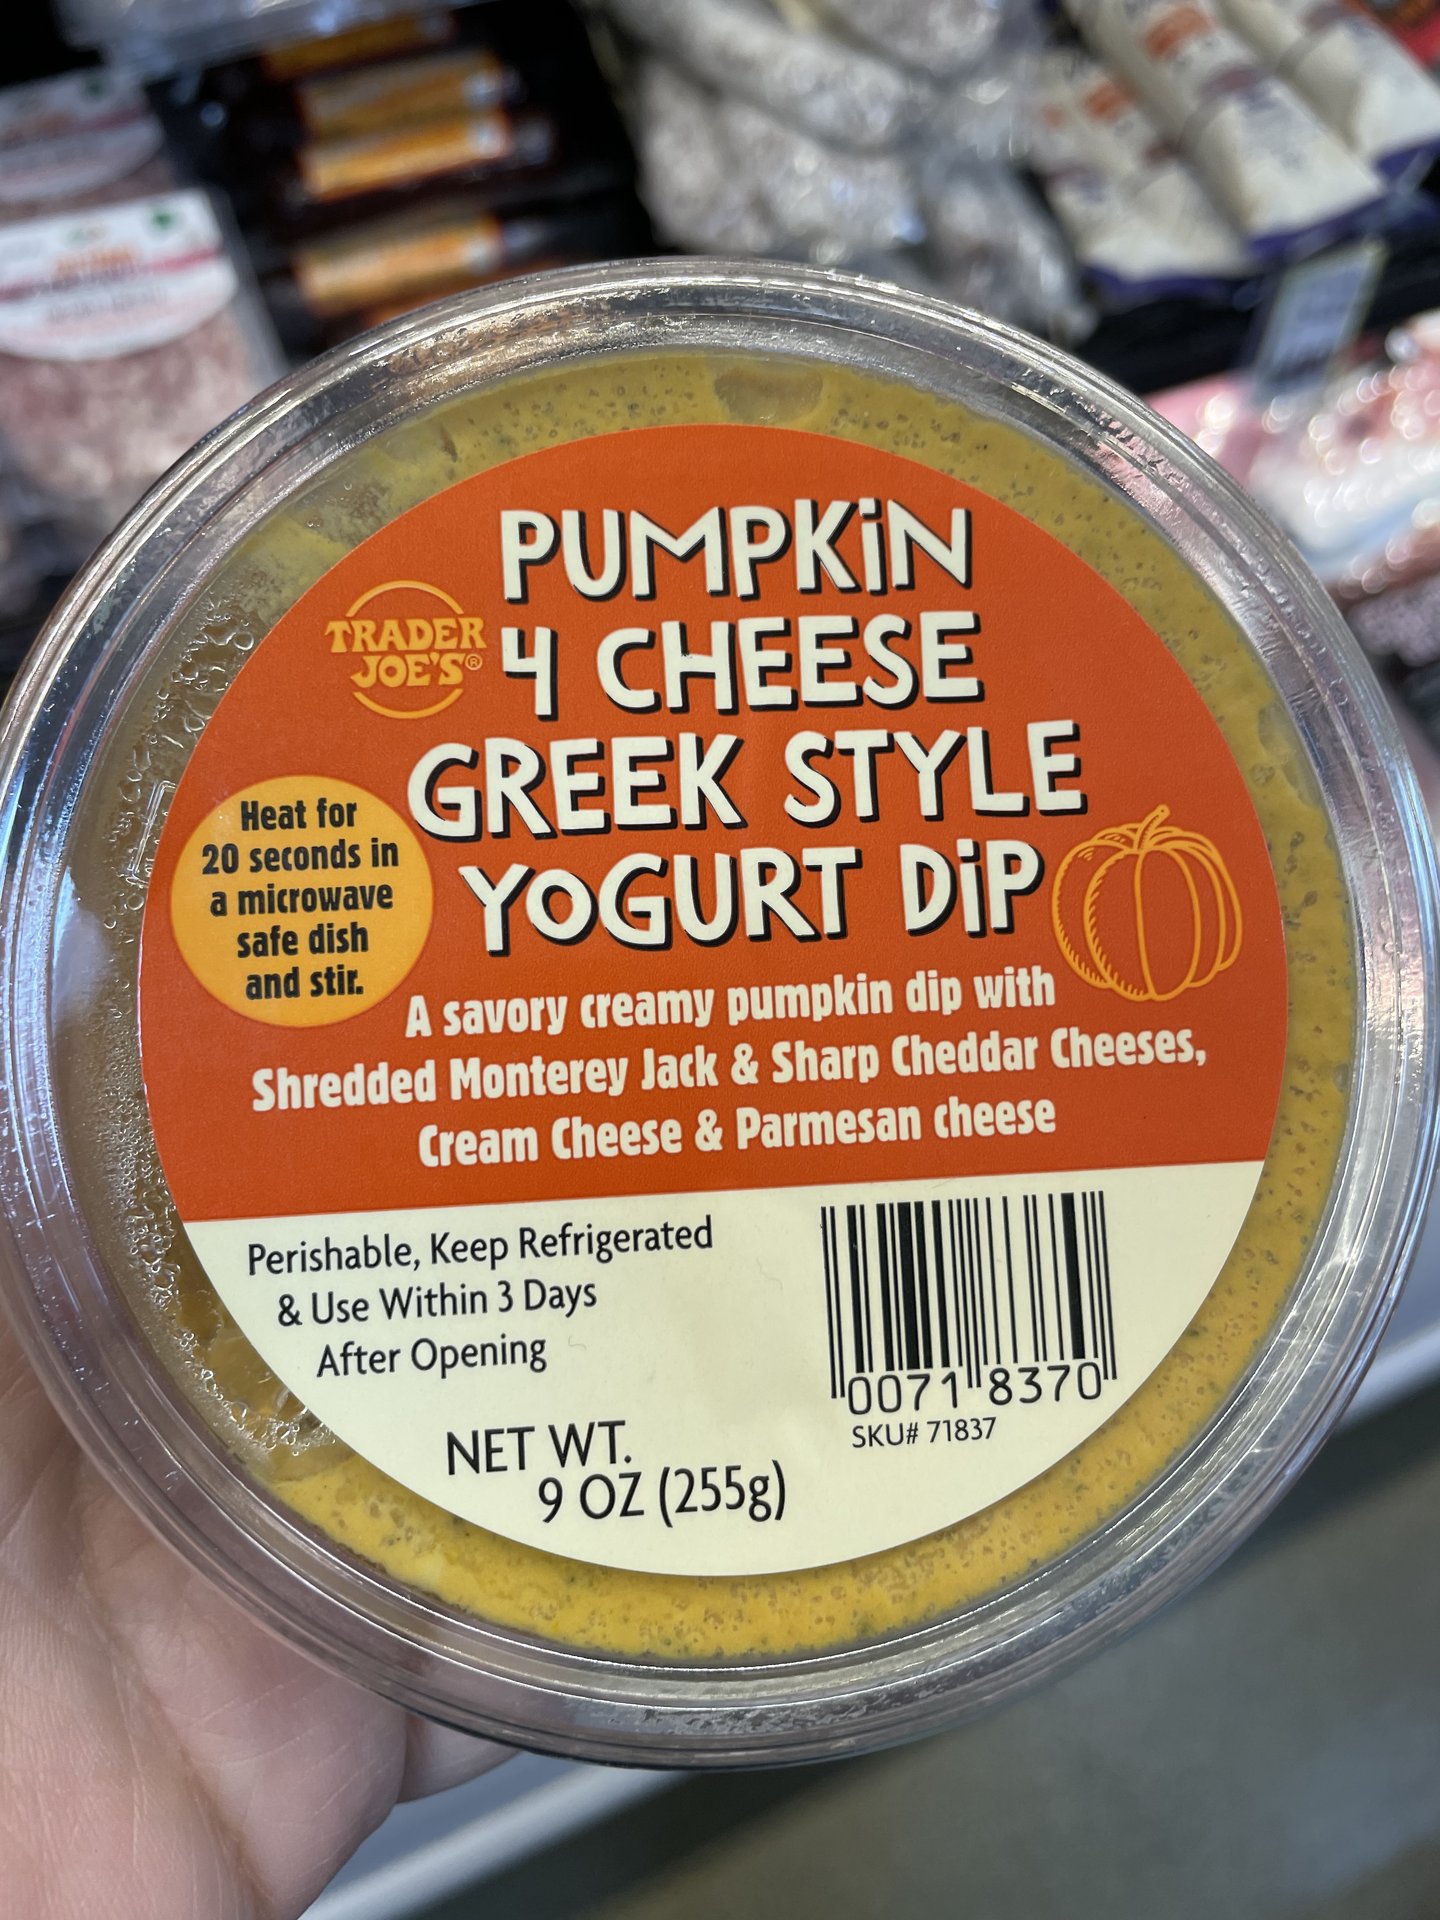 PUMPKiN
4 CHEESE
GREEK STYLE
YOGURT DiP
TRADER
JOE'S®
Heat for
20 seconds in
a microwave
safe dish
and stir.
A savory creamy pumpkin dip with
Shredded Monterey Jack & Sharp Cheddar Cheeses,
Cream Cheese & Parmesan cheese
Perishable, Keep Refrigerated
& Use Within 3 Days
After Opening
NET WT.
9 OZ (255g)
0071 8370
SKU# 71837